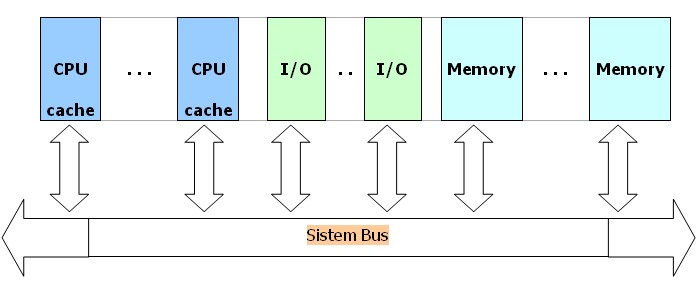 CPU ... CPU I/O .. I/O Memory ... Memory
cache cache
Sistem Bus